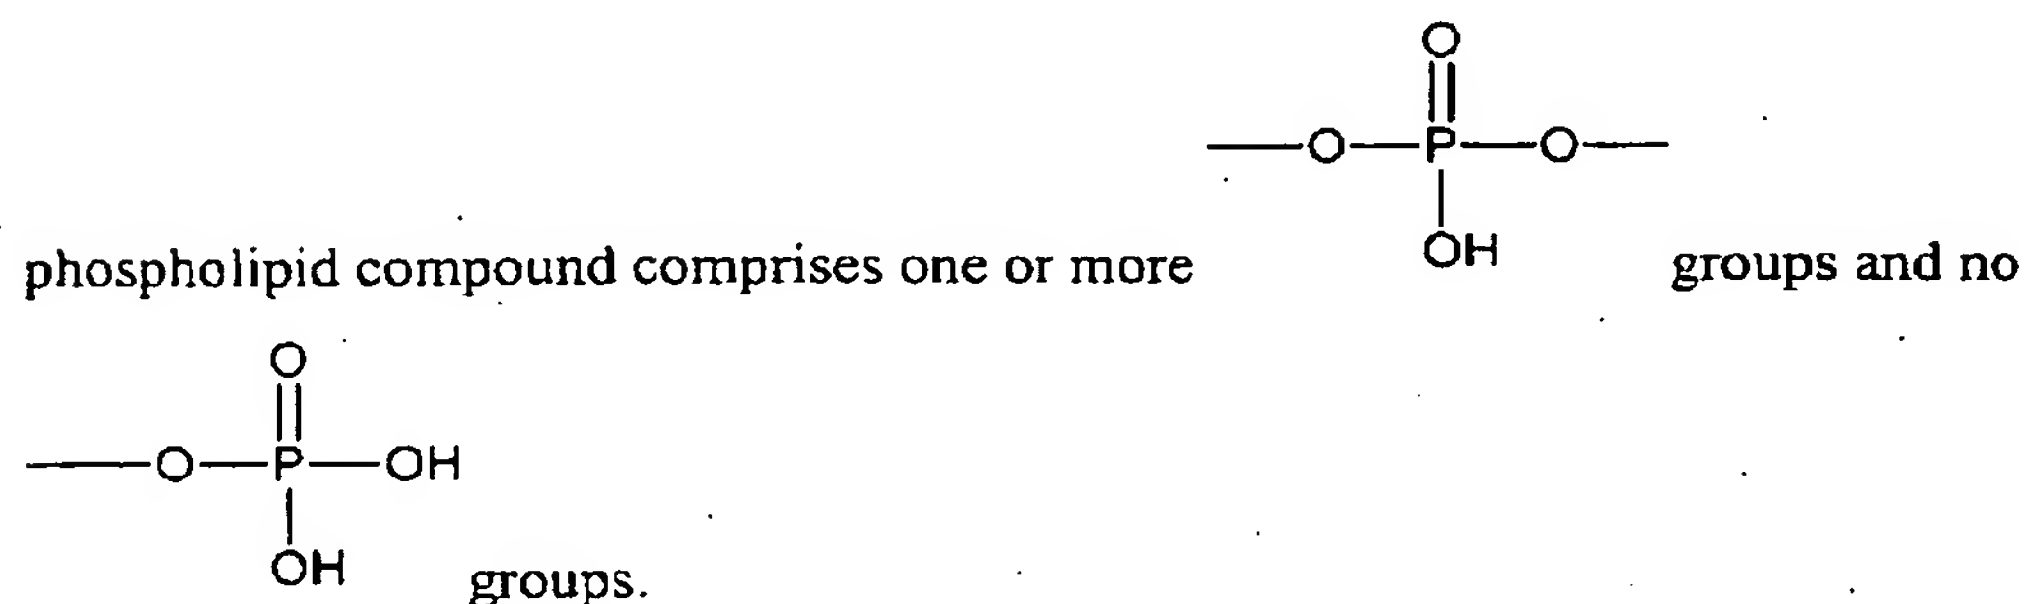 O
—O—P—O—
OH
phospholipid compound comprises one or more groups and no
O
—O—P—OH
OH
groups.